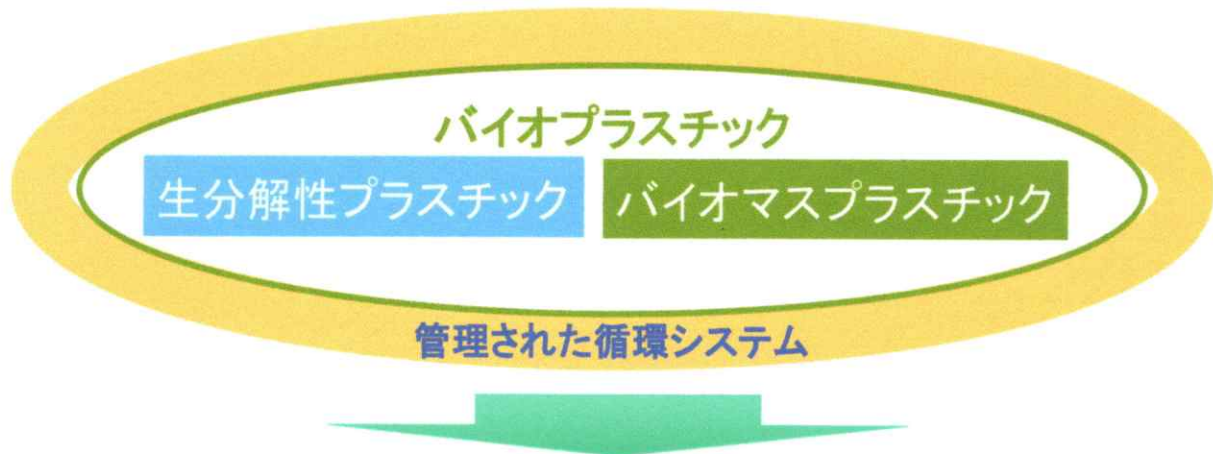 バイオプラスチック
生分解性プラスチック バイオマスプラスチック
管理された循環システム